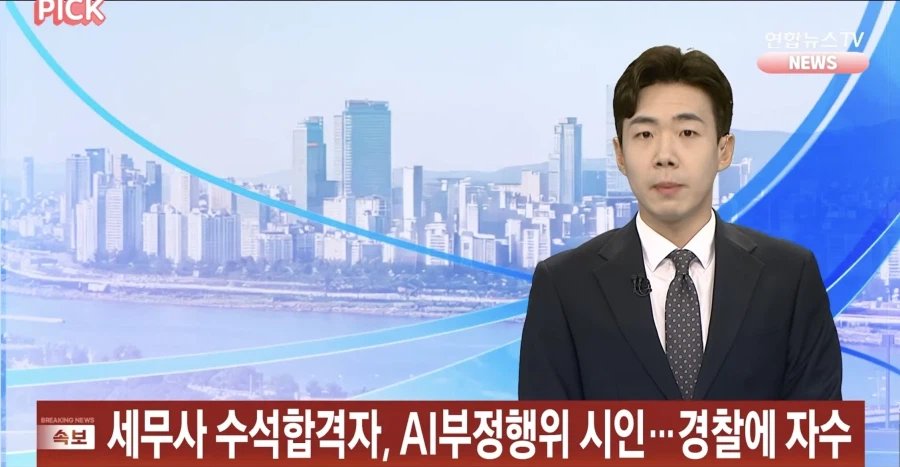 PICK
연합뉴스TV
NEWS
BREAKING NEWS
속보
세무사 수석합격자, AI부정행위 시인…경찰에 자수